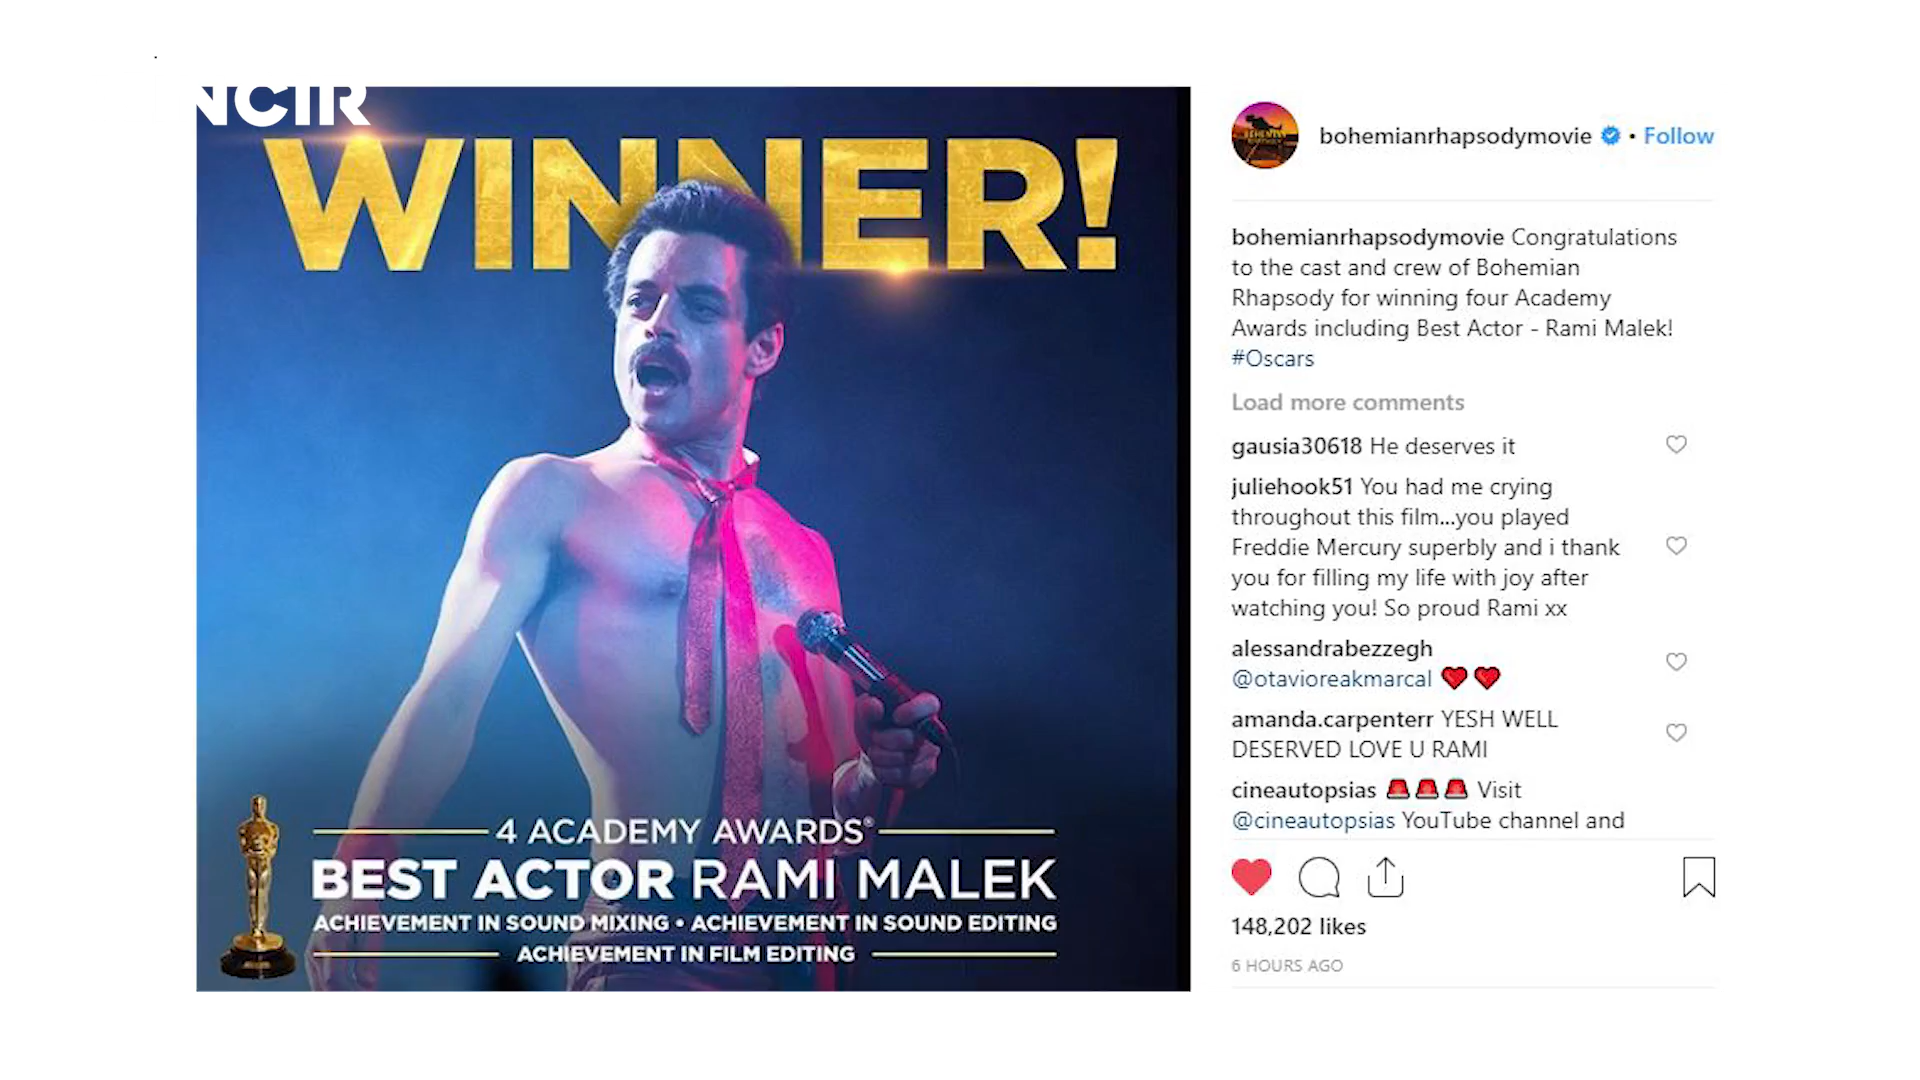 WINNER!
4 ACADEMY AWARDS®
BEST ACTOR RAMI MALEK
ACHIEVEMENT IN SOUND MIXING • ACHIEVEMENT IN SOUND EDITING
ACHIEVEMENT IN FILM EDITING
bohemianrhapsodymovie • Follow
bohemianrhapsodymovie Congratulations
to the cast and crew of Bohemian
Rhapsody for winning four Academy
Awards including Best Actor - Rami Malek!
#Oscars
Load more comments
gausia30618 He deserves it
juliehook51 You had me crying
throughout this film...you played
Freddie Mercury superbly and i thank
you for filling my life with joy after
watching you! So proud Rami xx
alessandrabezzegh
@otavioreakmarcal ❤️ ❤️
amanda.carpenterr YESH WELL
DESERVED LOVE U RAMI
cineautopsias 🚨🚨🚨 Visit
@cineautopsias YouTube channel and
148,202 likes
6 HOURS AGO